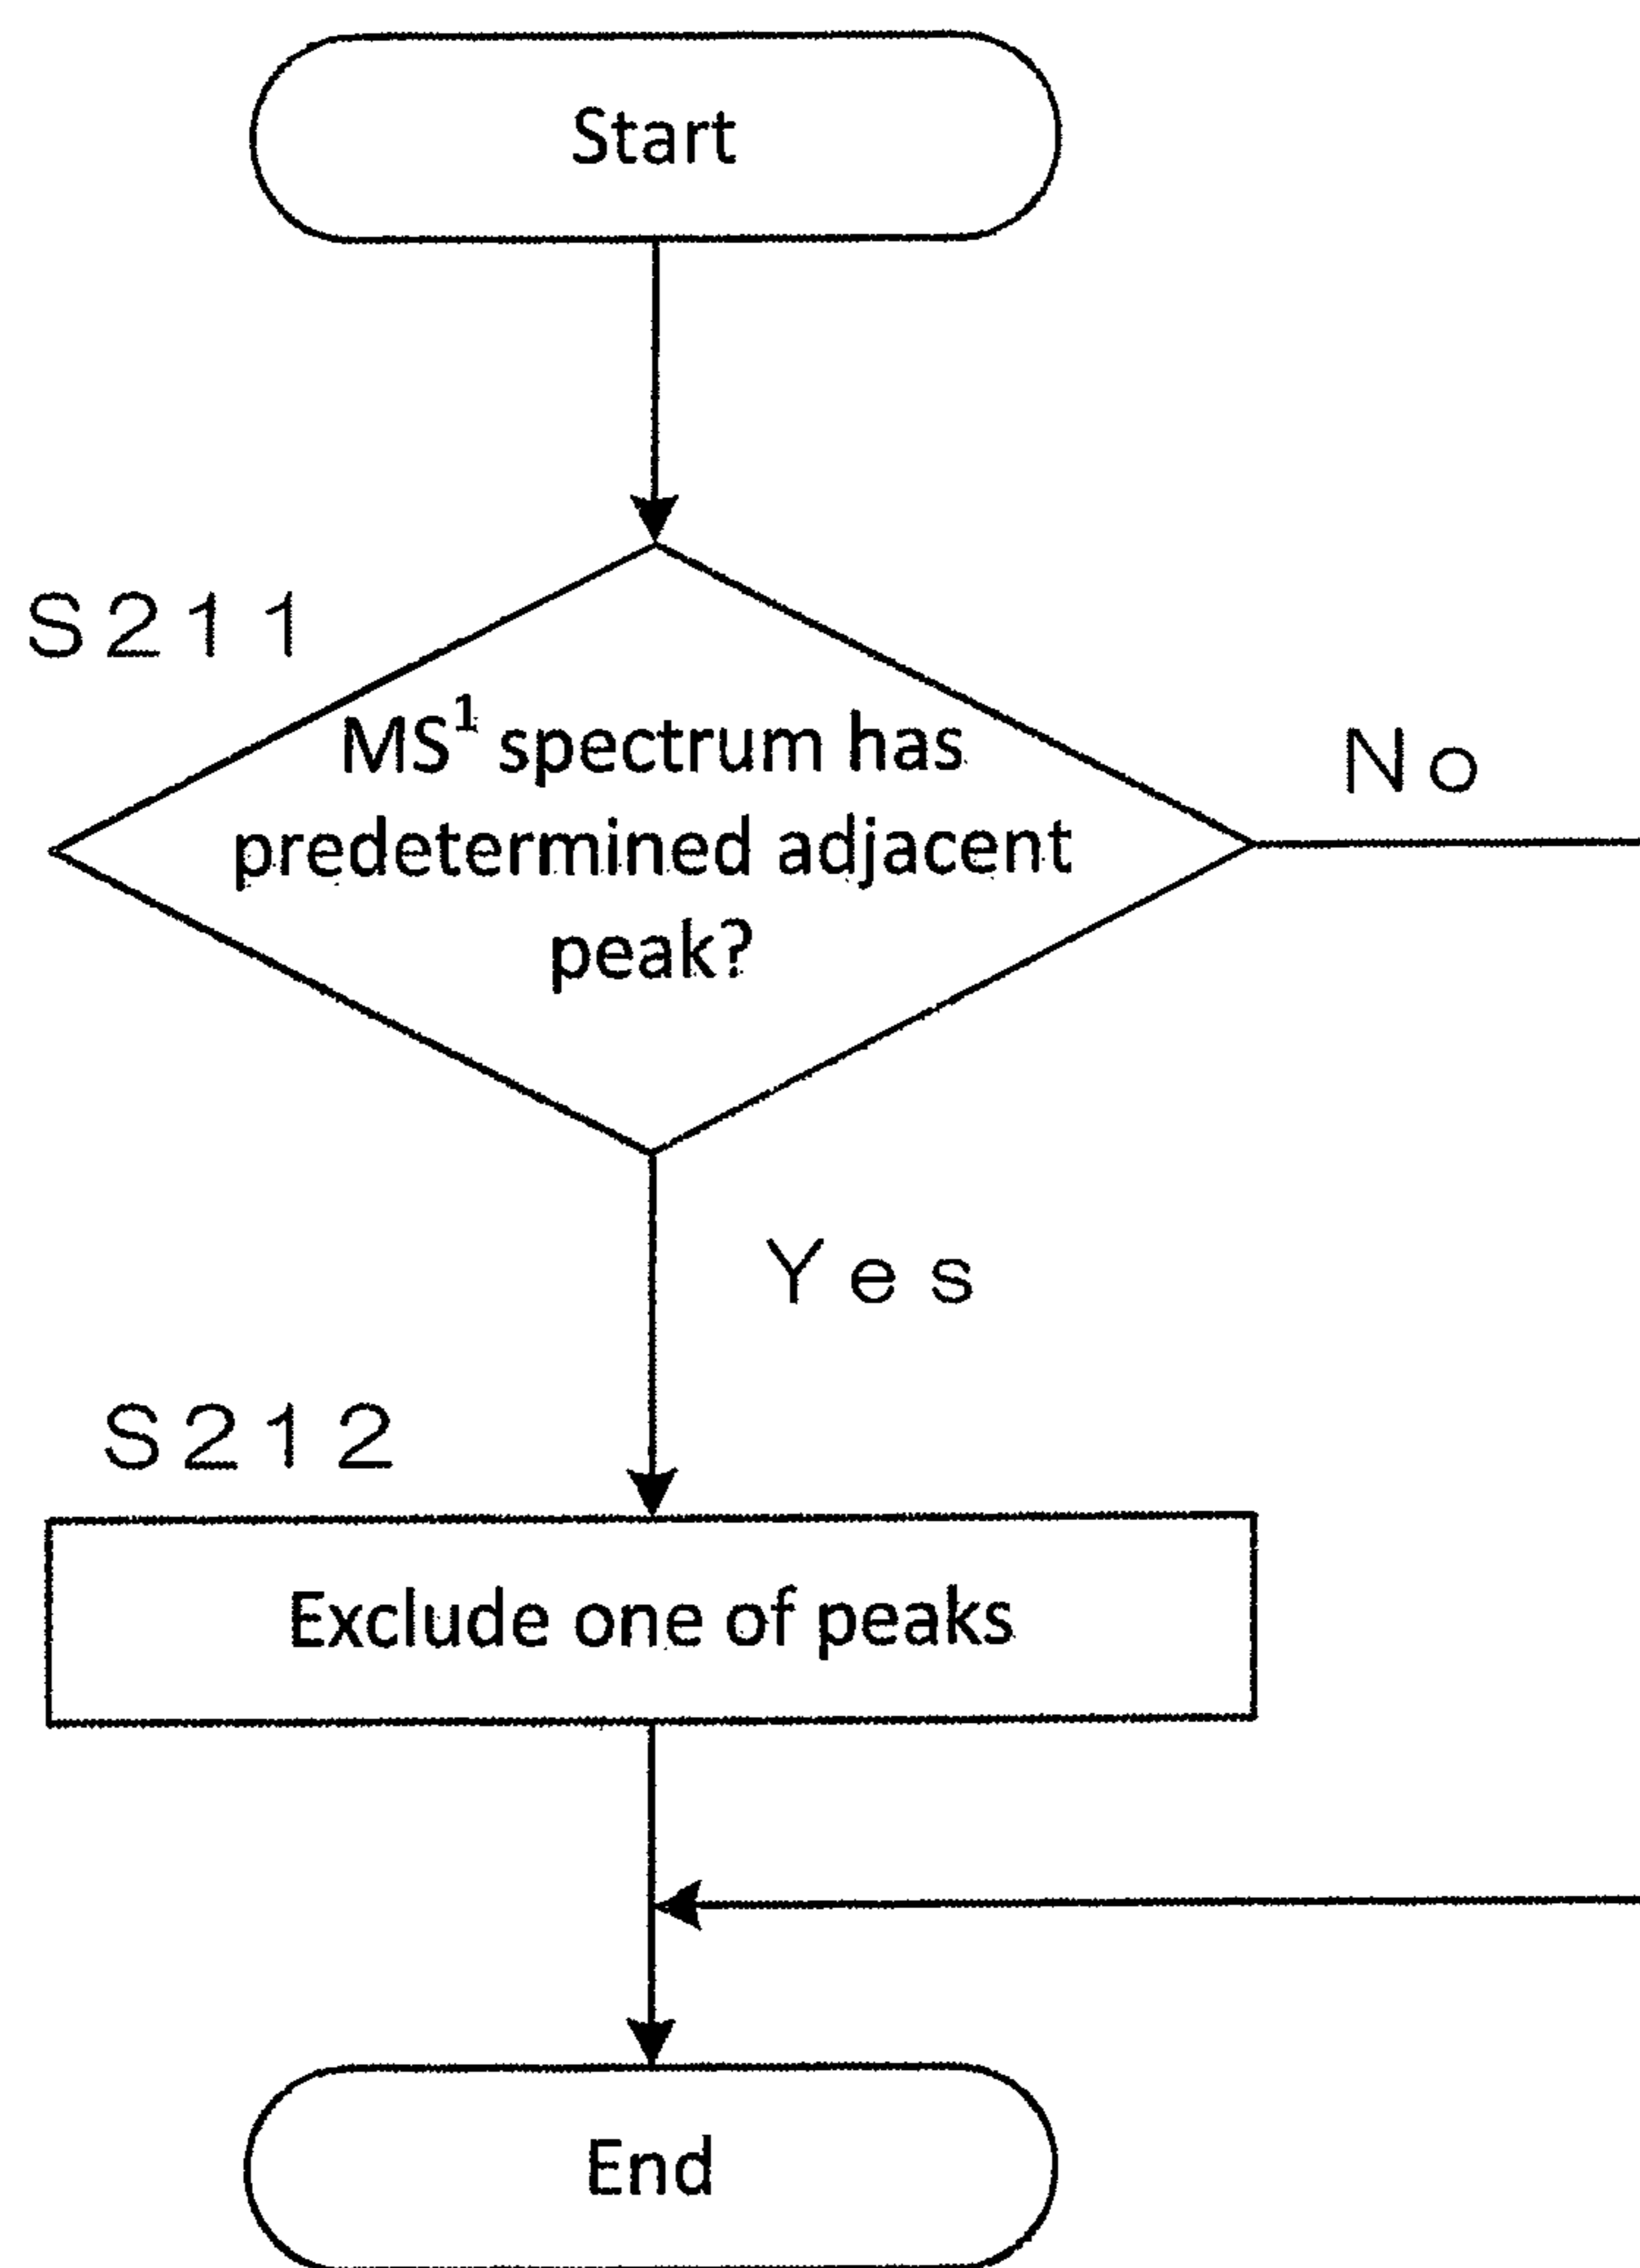 Start
S211
MS¹ spectrum has
predetermined adjacent
peak?
No
Yes
S212
Exclude one of peaks
End